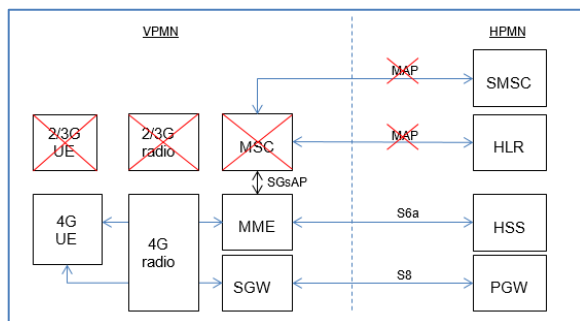 VPMN
HPMN
MAP
SMSC
2/3G
UE
2/3G
radio
MSC
MAP
HLR
SGsAP
4G
UE
4G
radio
MME
S6a
HSS
SGW
S8
PGW